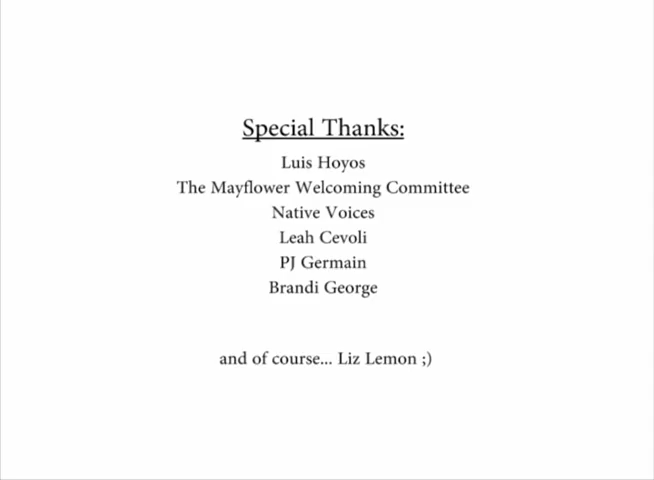 Special Thanks:
Luis Hoyos
The Mayflower Welcoming Committee
Native Voices
Leah Cevoli
PJ Germain
Brandi George
and of course... Liz Lemon ;)